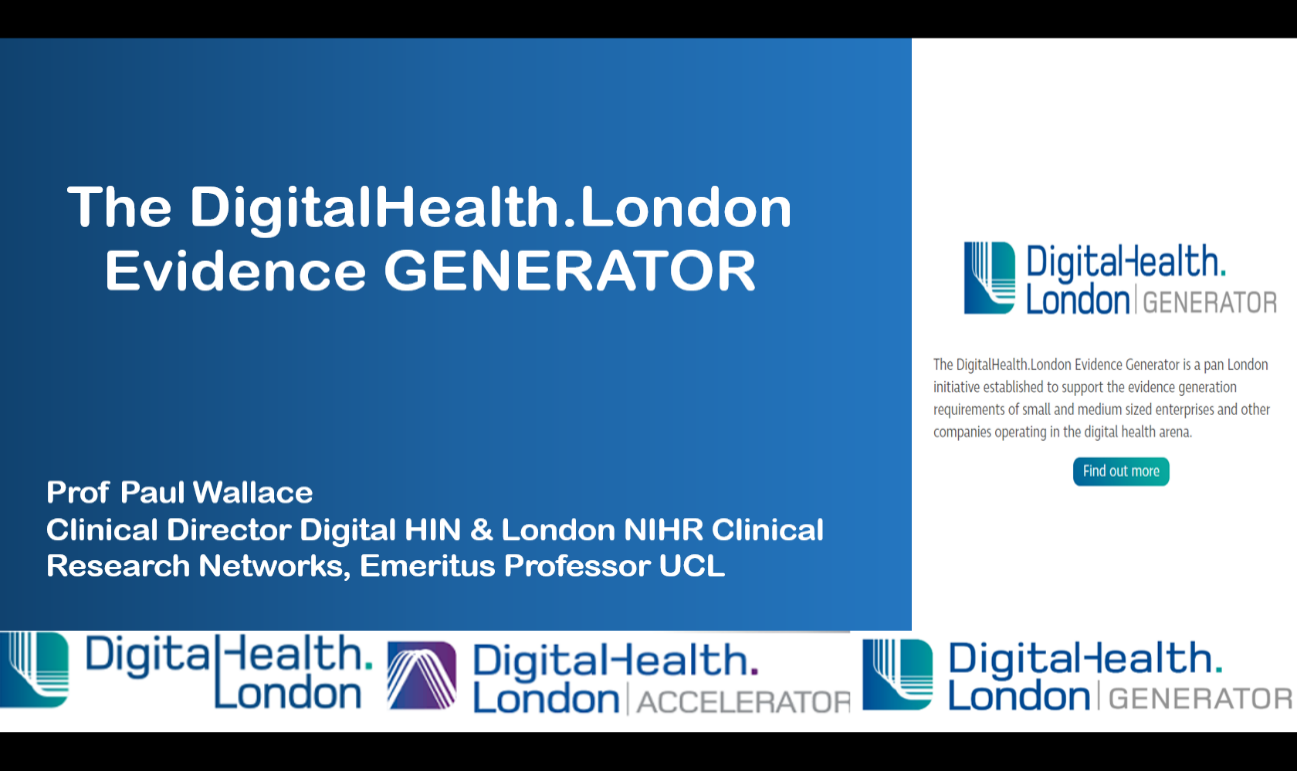 The DigitalHealth.London
Evidence GENERATOR
Prof Paul Wallace
Clinical Director Digital HIN & London NIHR Clinical
Research Networks, Emeritus Professor UCL
DigitalHealth.
London | GENERATOR
The DigitalHealth.London Evidence Generator is a pan London
initiative established to support the evidence generation
requirements of small and medium sized enterprises and other
companies operating in the digital health arena.
Find out more
DigitalHealth.
London
DigitalHealth.
London | ACCELERATOR
DigitalHealth.
London | GENERATOR